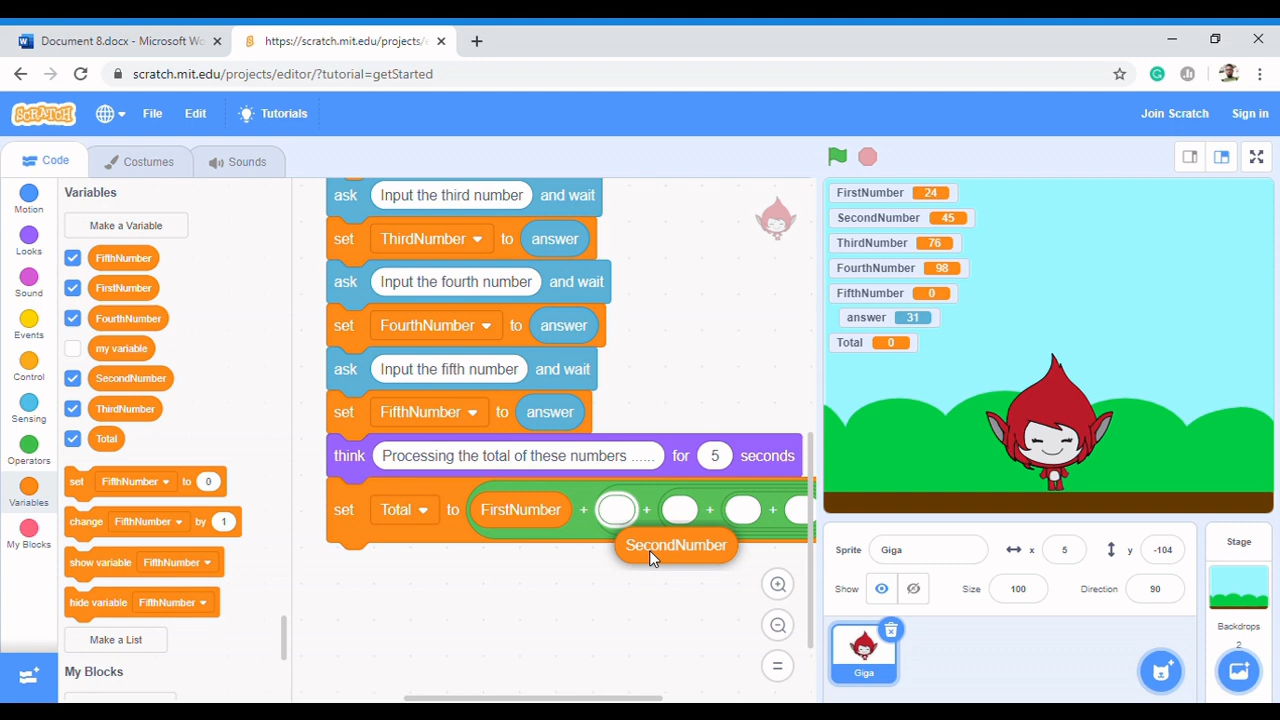 Document 8.docx - Microsoft Wo
https://scratch.mit.edu/projects/e
scratch.mit.edu/projects/editor/?tutorial=getStarted
SCRATCH
File
Edit
Tutorials
Join Scratch
Sign in
Code
Costumes
Sounds
Motion
Looks
Sound
Events
Control
Sensing
Operators
Variables
My Blocks
Variables
Make a Variable
FifthNumber
FirstNumber
FourthNumber
my variable
SecondNumber
ThirdNumber
Total
set FifthNumber to 0
change FifthNumber by 1
show variable FifthNumber
hide variable FifthNumber
Make a List
My Blocks
ask Input the third number and wait
set ThirdNumber to answer
ask Input the fourth number and wait
set FourthNumber to answer
ask Input the fifth number and wait
set FifthNumber to answer
think Processing the total of these numbers ...... for 5 seconds
set Total to FirstNumber + + + +
SecondNumber
FirstNumber 24
SecondNumber 45
ThirdNumber 76
FourthNumber 98
FifthNumber 0
answer 31
Total 0
Sprite Giga x 5 y -104
Show Size 100 Direction 90
Giga
Stage
Backdrops
2